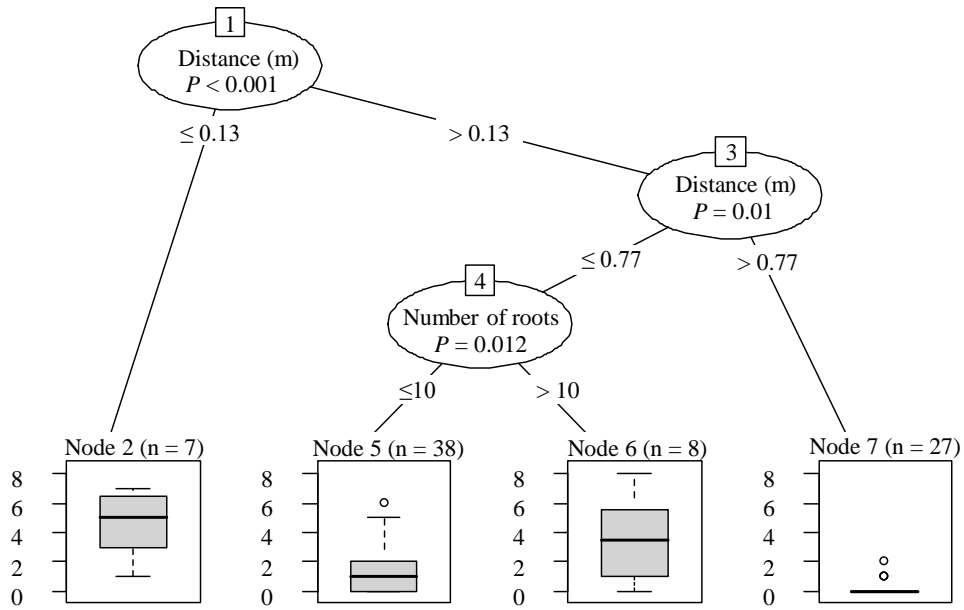 1
Distance (m)
P < 0.001
≤ 0.13
> 0.13
3
Distance (m)
P = 0.01
≤ 0.77
> 0.77
4
Number of roots
P = 0.012
≤10
> 10
Node 2 (n = 7)
8
6
4
2
0
Node 5 (n = 38)
8
6
4
2
0
Node 6 (n = 8)
8
6
4
2
0
Node 7 (n = 27)
8
6
4
2
0